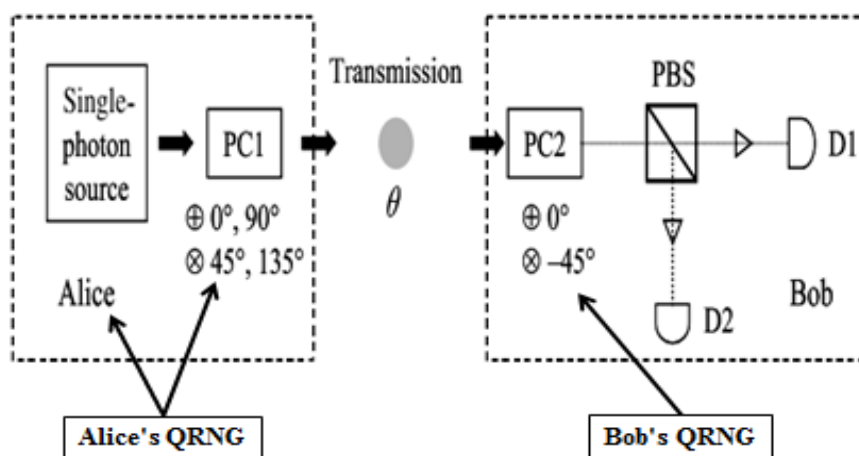 Single-
photon
source
PC1
⊕ 0°, 90°
⊗ 45°, 135°
Alice
Transmission
θ
PC2
⊕ 0°
⊗ –45°
PBS
D1
D2
Bob
Alice's QRNG
Bob's QRNG